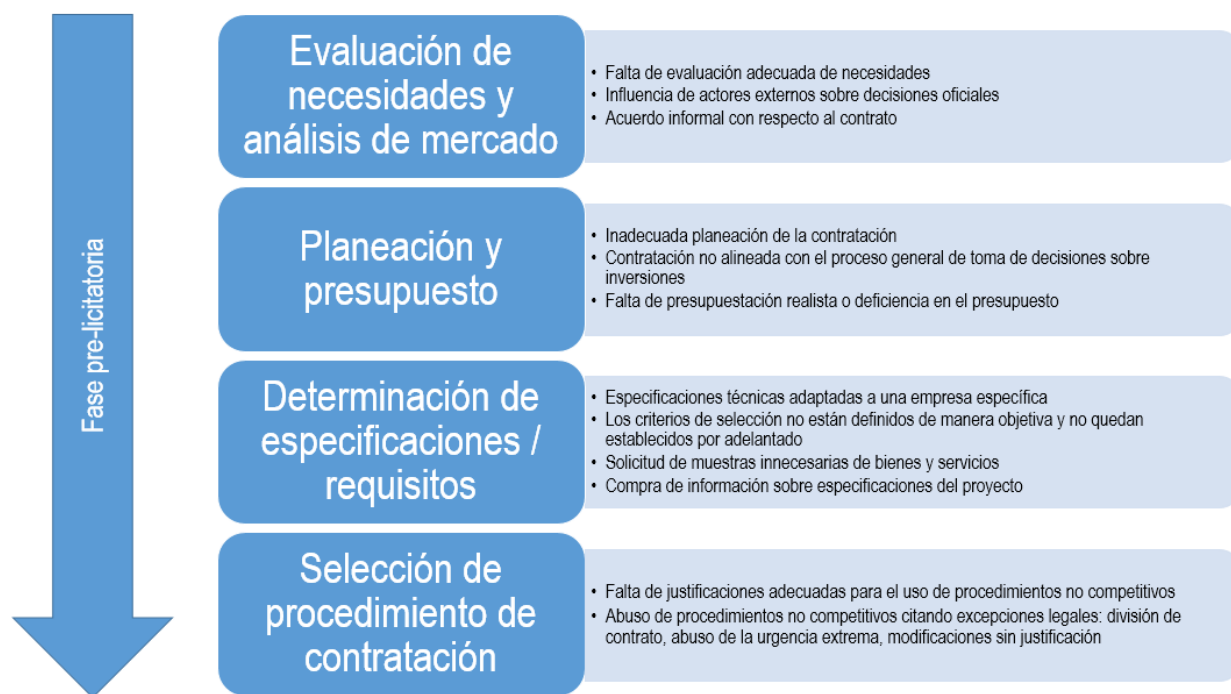 Fase pre-licitatoria
Evaluación de
necesidades y
análisis de mercado
• Falta de evaluación adecuada de necesidades
• Influencia de actores externos sobre decisiones oficiales
• Acuerdo informal con respecto al contrato
Planeación y
presupuesto
• Inadecuada planeación de la contratación
• Contratación no alineada con el proceso general de toma de decisiones sobre
inversiones
• Falta de presupuestación realista o deficiencia en el presupuesto
Determinación de
especificaciones /
requisitos
• Especificaciones técnicas adaptadas a una empresa específica
• Los criterios de selección no están definidos de manera objetiva y no quedan
establecidos por adelantado
• Solicitud de muestras innecesarias de bienes y servicios
• Compra de información sobre especificaciones del proyecto
Selección de
procedimiento de
contratación
• Falta de justificaciones adecuadas para el uso de procedimientos no competitivos
• Abuso de procedimientos no competitivos citando excepciones legales: división de
contrato, abuso de la urgencia extrema, modificaciones sin justificación